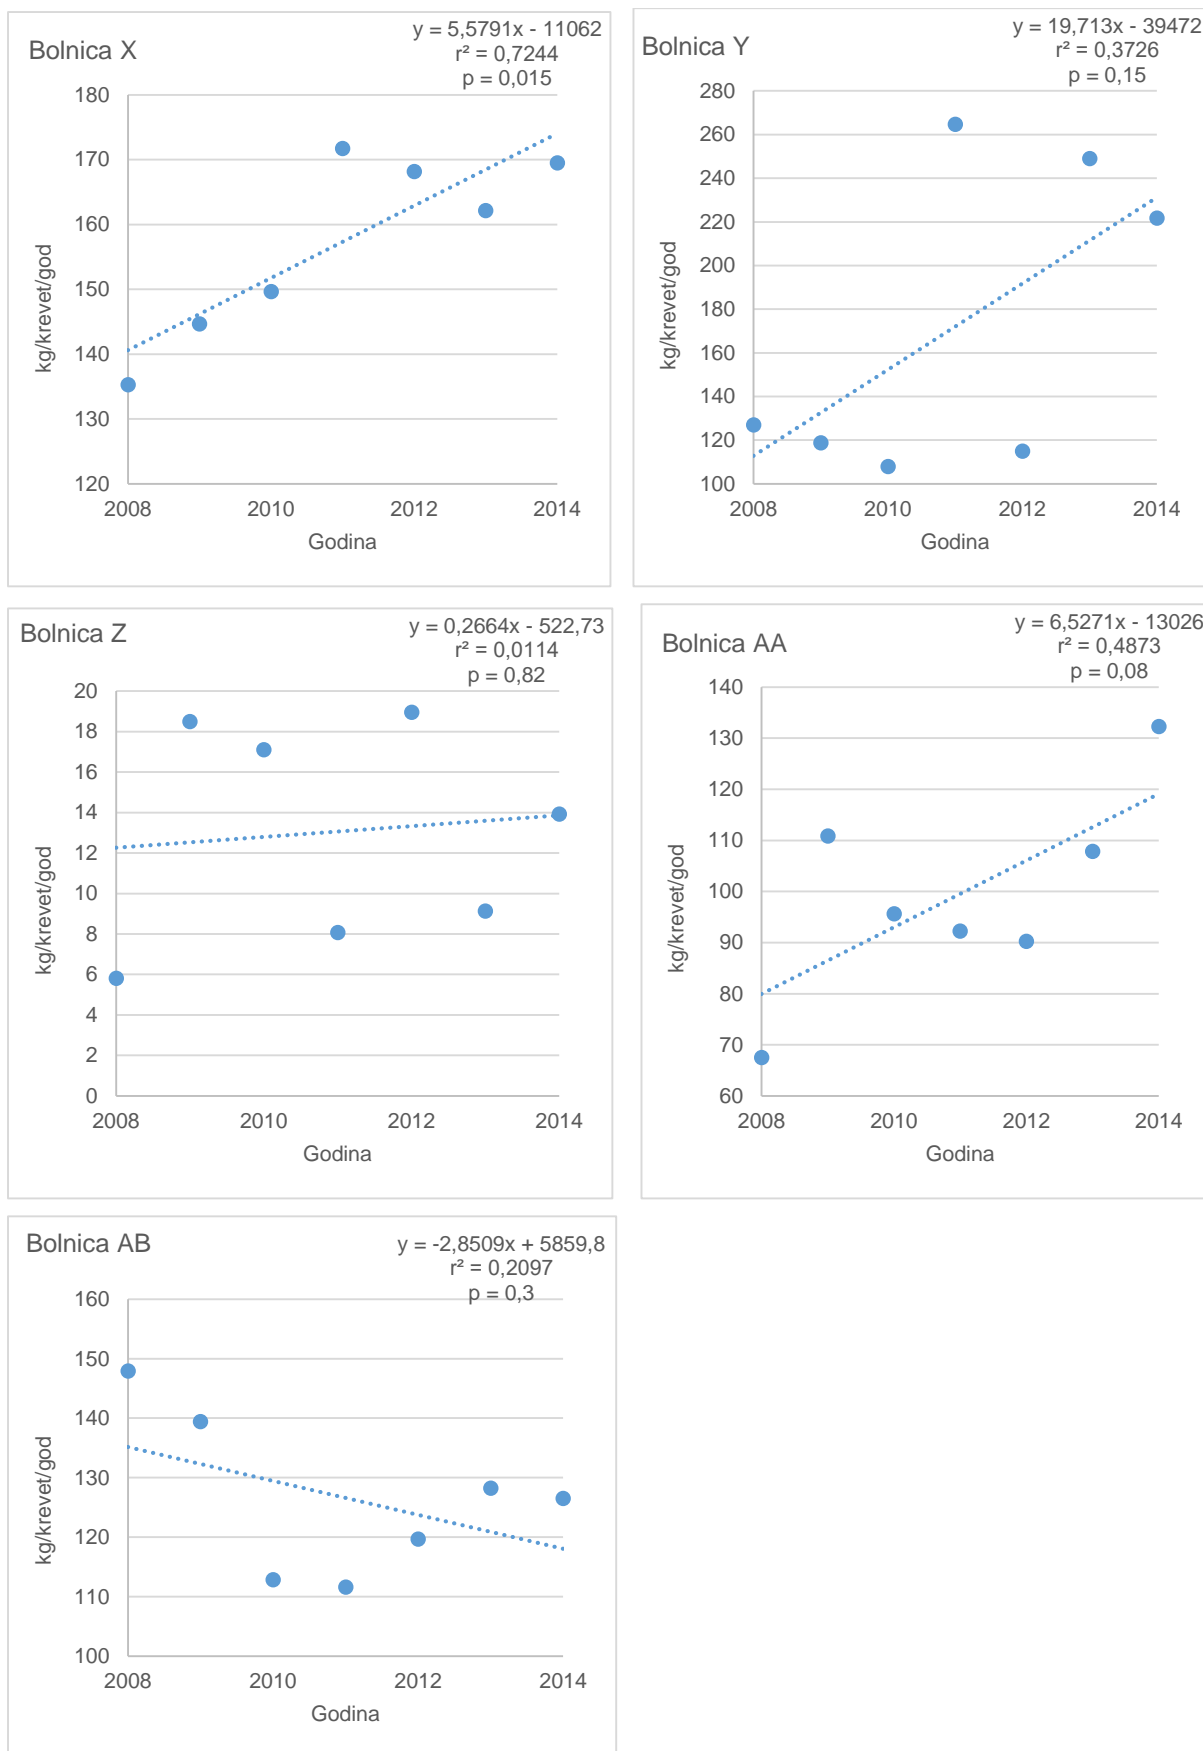 Bolnica X
y = 5,5791x - 11062
r² = 0,7244
p = 0,015
180
170
160
150
140
130
120
kg/krevet/god
2008 2010 2012 2014
Godina
Bolnica Y
y = 19,713x - 39472
r² = 0,3726
p = 0,15
280
260
240
220
200
180
160
140
120
100
kg/krevet/god
2008 2010 2012 2014
Godina
Bolnica Z
y = 0,2664x - 522,73
r² = 0,0114
p = 0,82
20
18
16
14
12
10
8
6
4
2
0
kg/krevet/god
2008 2010 2012 2014
Godina
Bolnica AA
y = 6,5271x - 13026
r² = 0,4873
p = 0,08
140
130
120
110
100
90
80
70
60
kg/krevet/god
2008 2010 2012 2014
Godina
Bolnica AB
y = -2,8509x + 5859,8
r² = 0,2097
p = 0,3
160
150
140
130
120
110
100
kg/krevet/god
2008 2010 2012 2014
Godina